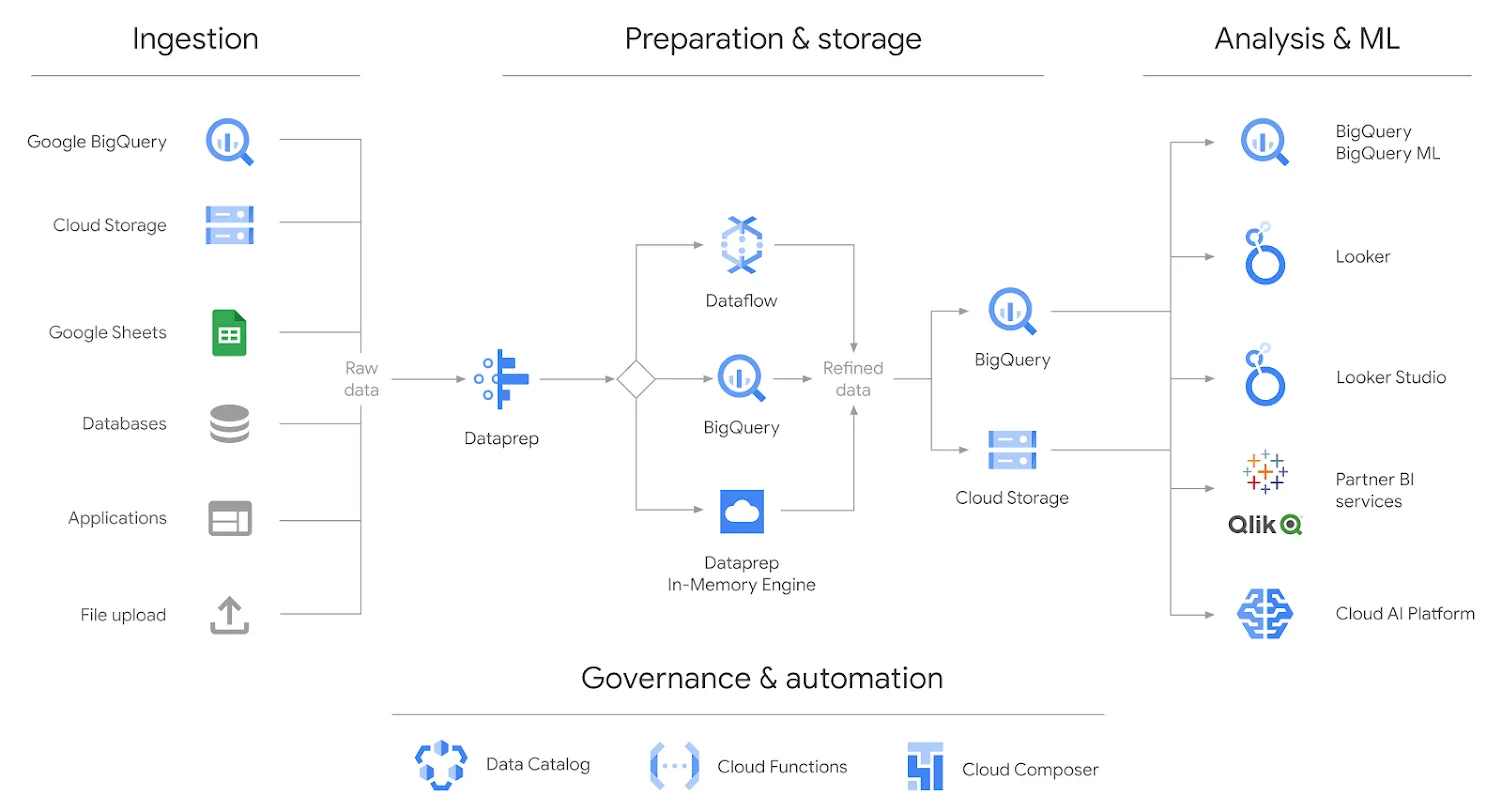 Ingestion
Preparation & storage
Analysis & ML
Google BigQuery
Cloud Storage
Google Sheets
Databases
Applications
File upload
Raw
data
Dataprep
Dataflow
BigQuery
Dataprep
In-Memory Engine
Refined
data
BigQuery
Cloud Storage
BigQuery
BigQuery ML
Looker
Looker Studio
Partner BI
services
Qlik
Cloud AI Platform
Governance & automation
Data Catalog
Cloud Functions
Cloud Composer